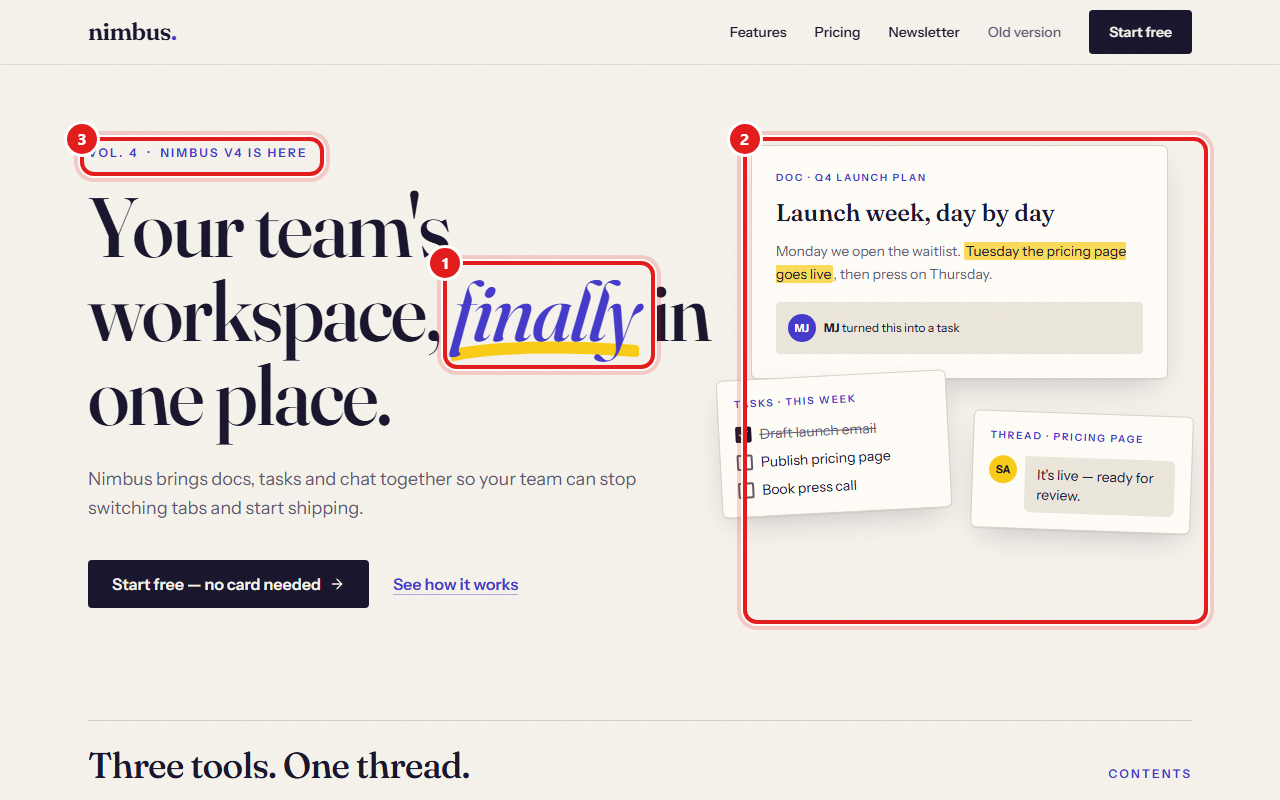 nimbus.
Features
Pricing
Newsletter
Old version
Start free
3
VOL. 4 · NIMBUS V4 IS HERE
Your team's
1
workspace, finally in
one place.
Nimbus brings docs, tasks and chat together so your team can stop
switching tabs and start shipping.
Start free — no card needed →
See how it works
2
DOC · Q4 LAUNCH PLAN
Launch week, day by day
Monday we open the waitlist. Tuesday the pricing page
goes live, then press on Thursday.
MJ MJ turned this into a task
TASKS · THIS WEEK
Draft launch email
Publish pricing page
Book press call
THREAD · PRICING PAGE
SA
It's live — ready for
review.
Three tools. One thread.
CONTENTS